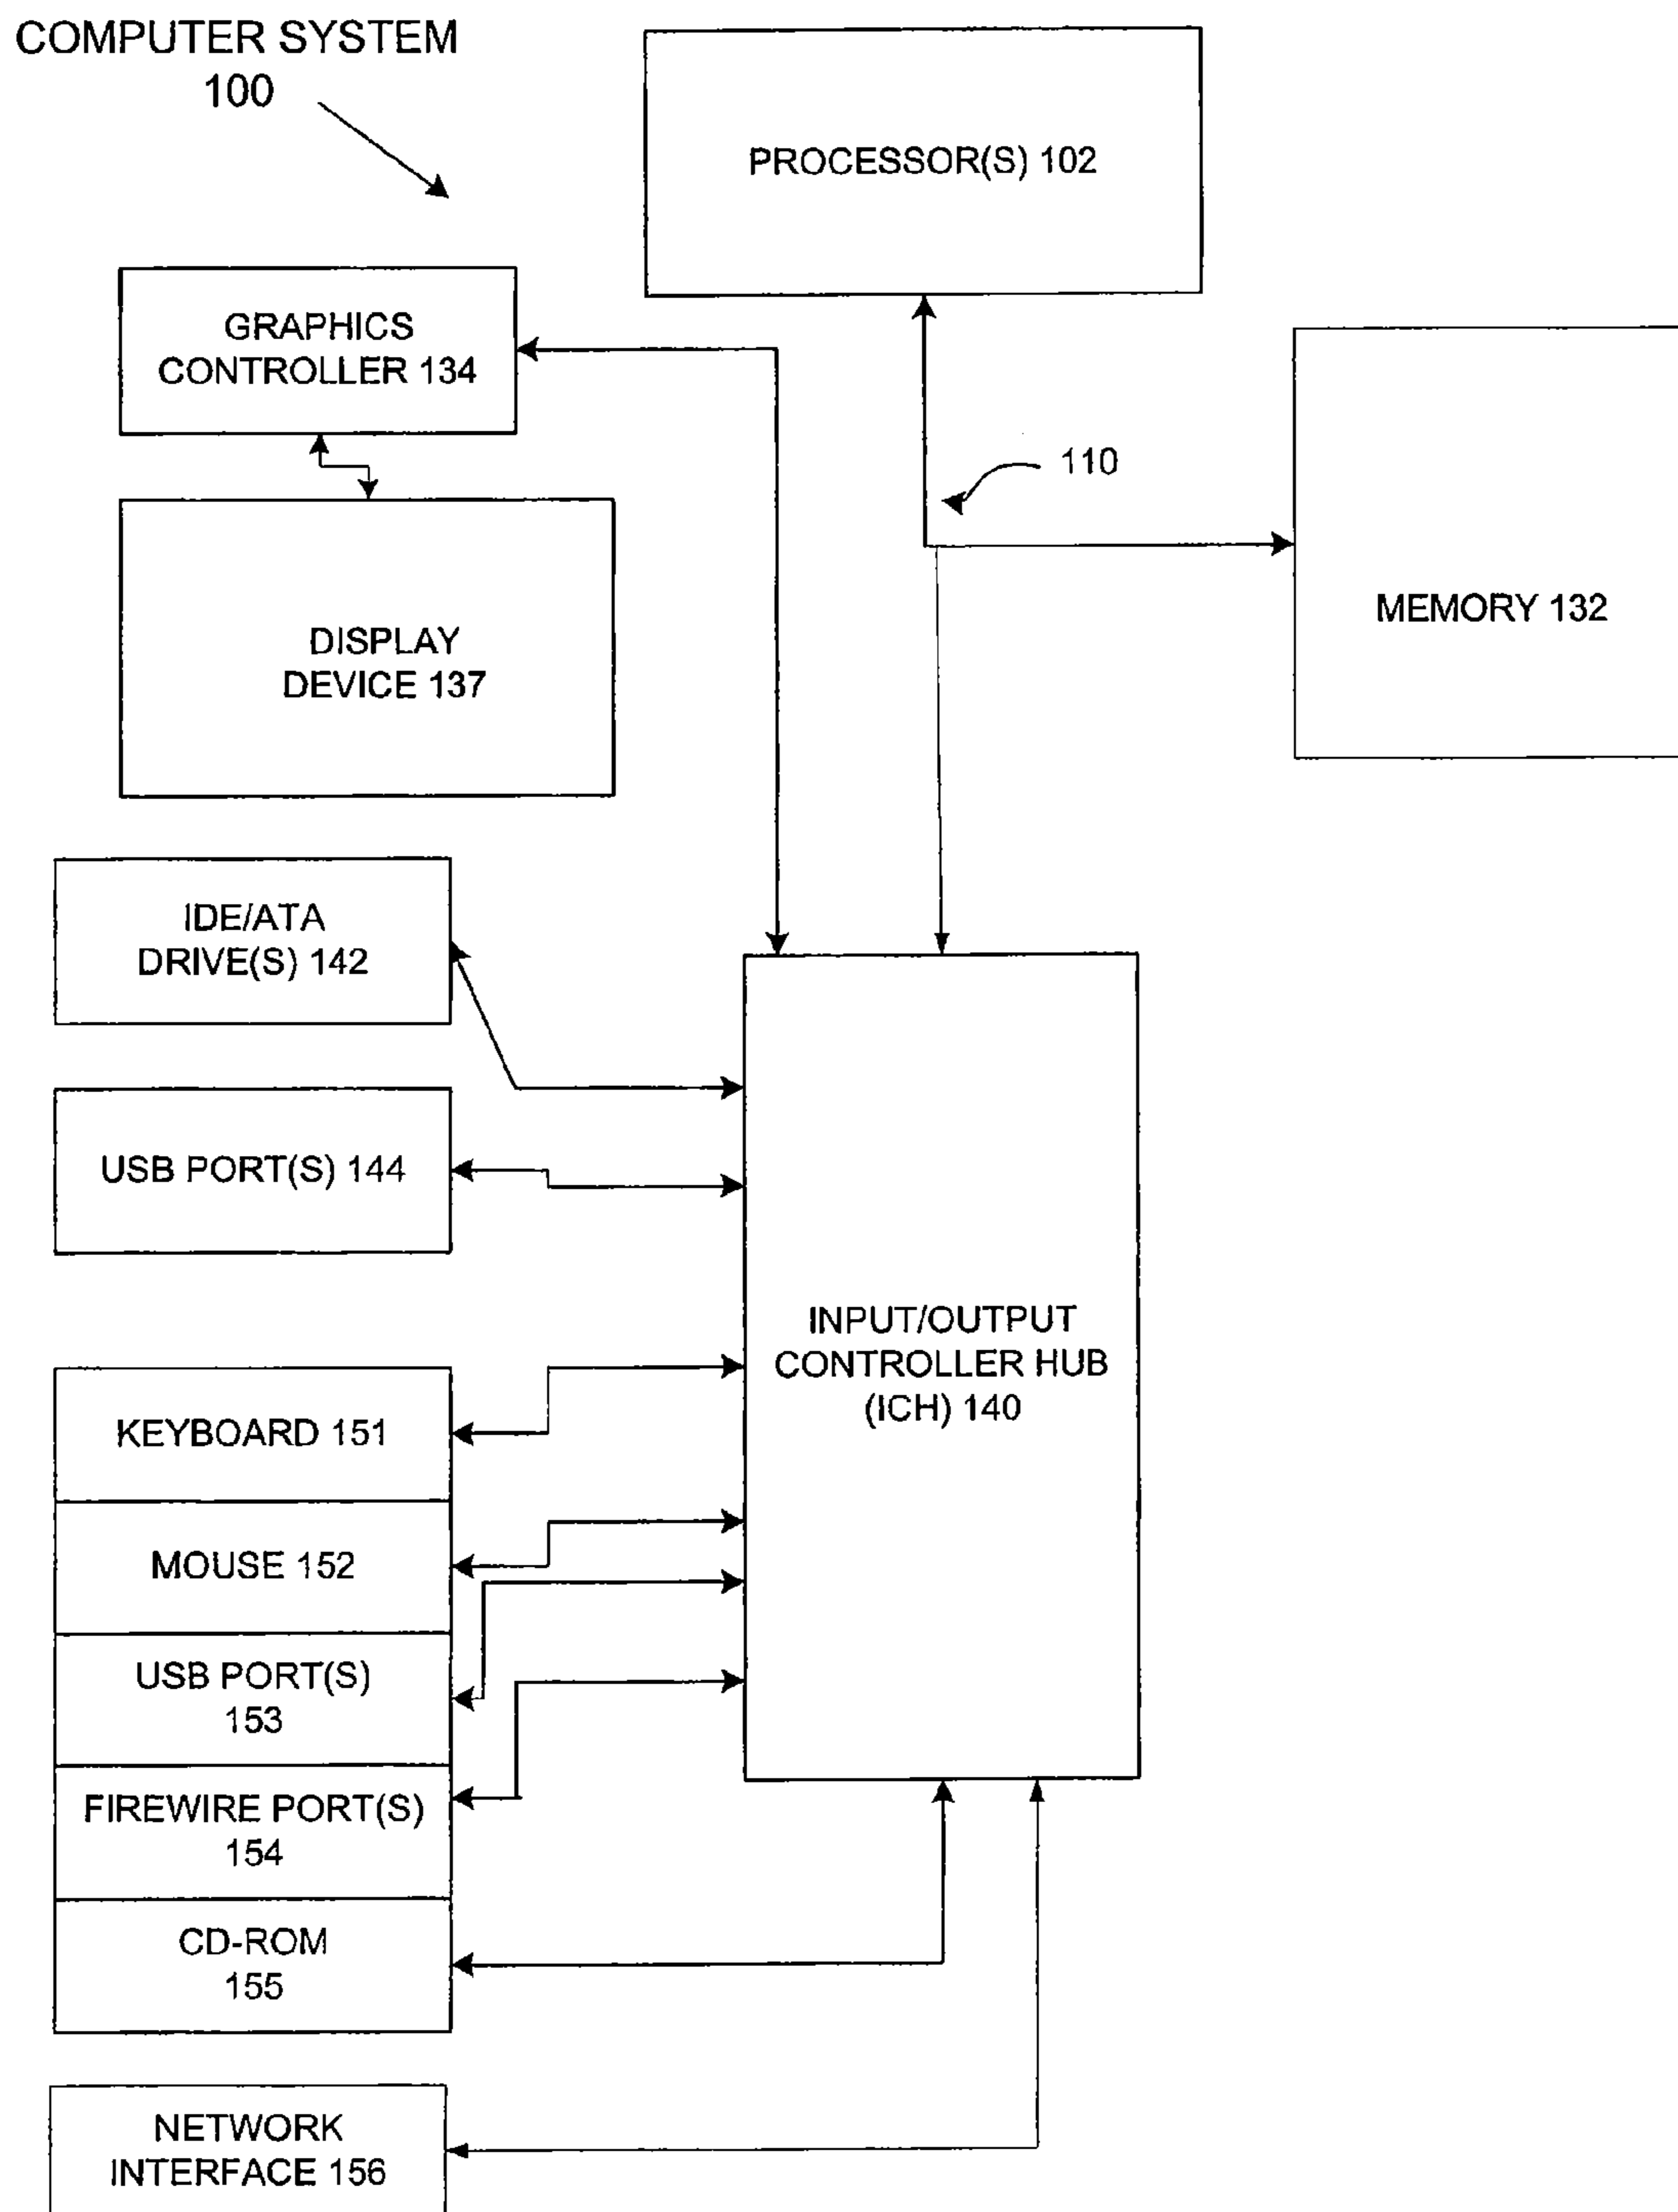 COMPUTER SYSTEM
100
PROCESSOR(S) 102
GRAPHICS
CONTROLLER 134
110
MEMORY 132
DISPLAY
DEVICE 137
IDE/ATA
DRIVE(S) 142
USB PORT(S) 144
INPUT/OUTPUT
CONTROLLER HUB
(ICH) 140
KEYBOARD 151
MOUSE 152
USB PORT(S)
153
FIREWIRE PORT(S)
154
CD-ROM
155
NETWORK
INTERFACE 156